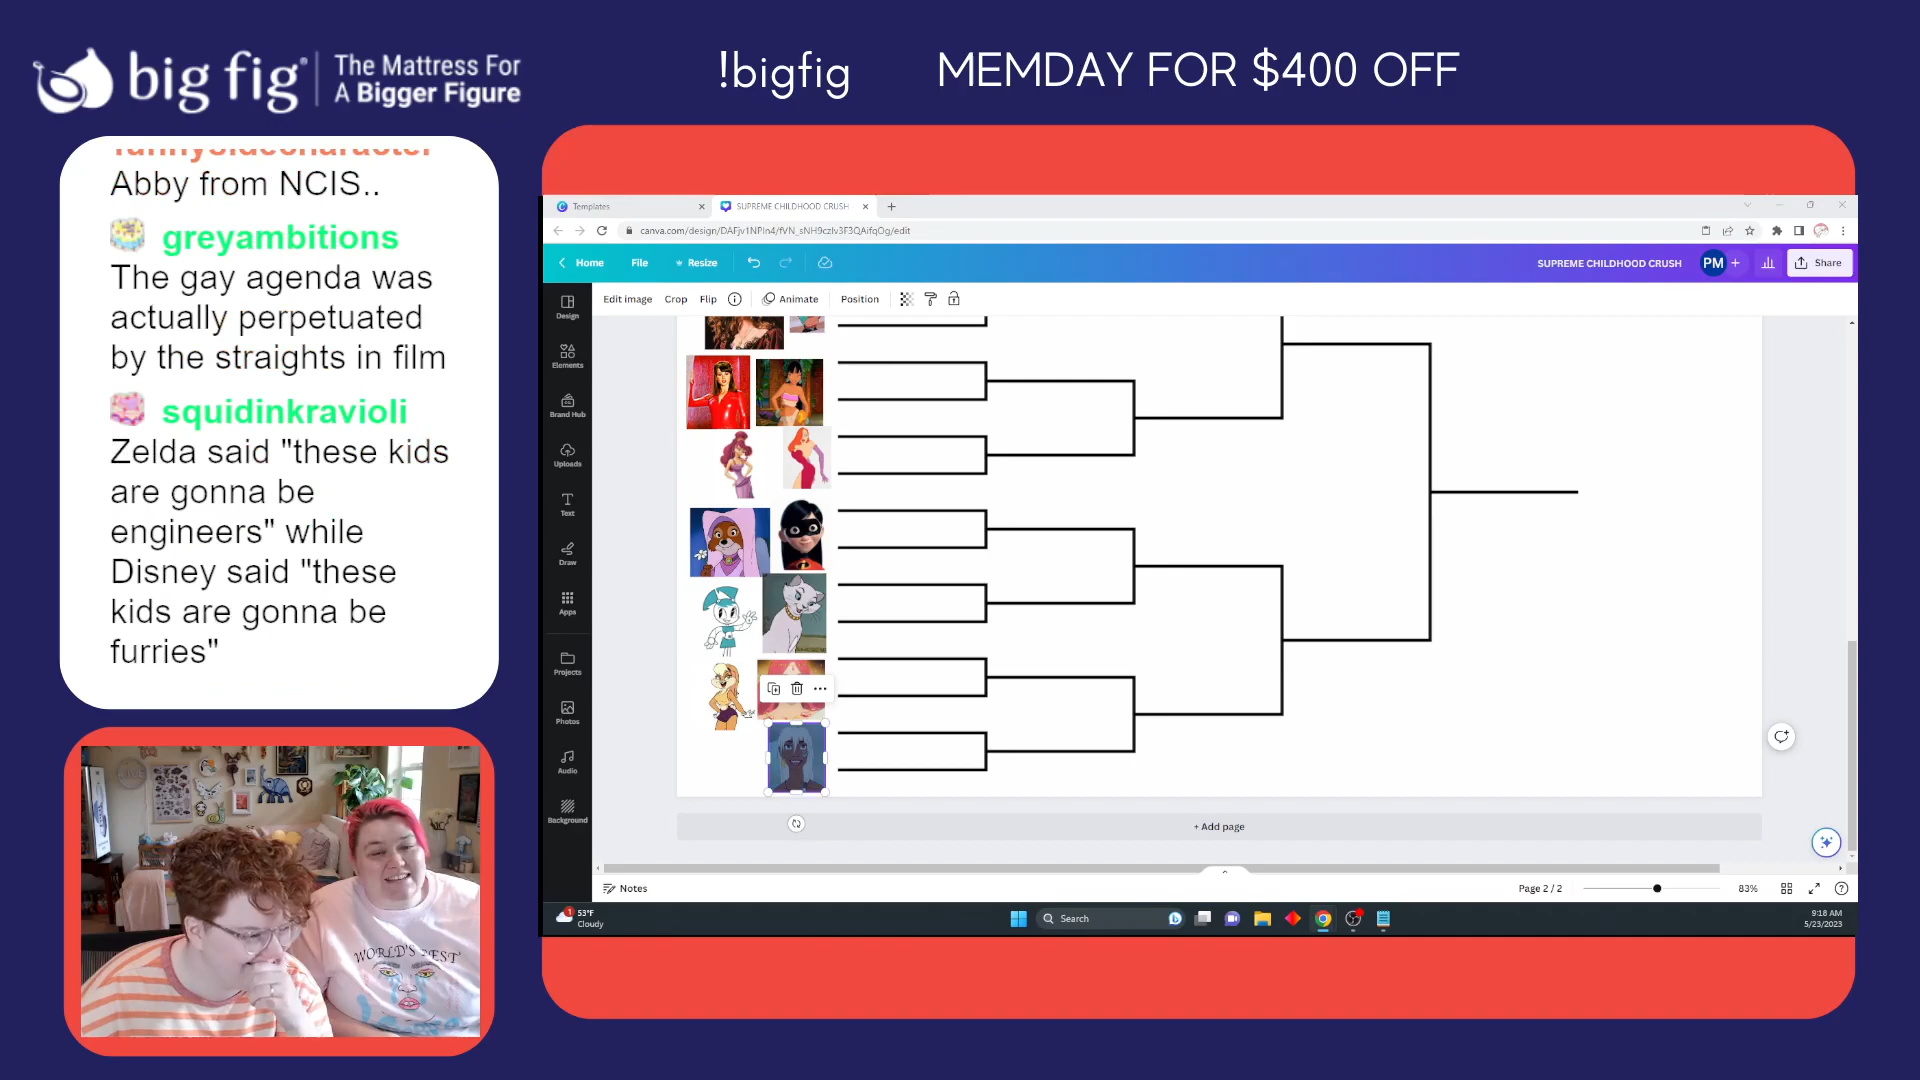 big fig
The Mattress For
A Bigger Figure
!bigfig
MEMDAY FOR $400 OFF
funnysidecharacter
Abby from NCIS..
greyambitions
The gay agenda was
actually perpetuated
by the straights in film
squidinkravioli
Zelda said "these kids
are gonna be
engineers" while
Disney said "these
kids are gonna be
furries"
WORLD'S BEST
Templates
SUPREME CHILDHOOD CRUSH
canva.com/design/DAFjv1NPln4/fVN_sNH9czlv3F3QAifqOg/edit
Home
File
Resize
SUPREME CHILDHOOD CRUSH
PM
Share
Edit image
Crop
Flip
Animate
Position
Design
Elements
Brand Hub
Uploads
Text
Draw
Apps
Projects
Photos
Audio
Background
+ Add page
Notes
Page 2 / 2
83%
1
53°F
Cloudy
Search
9:18 AM
5/23/2023